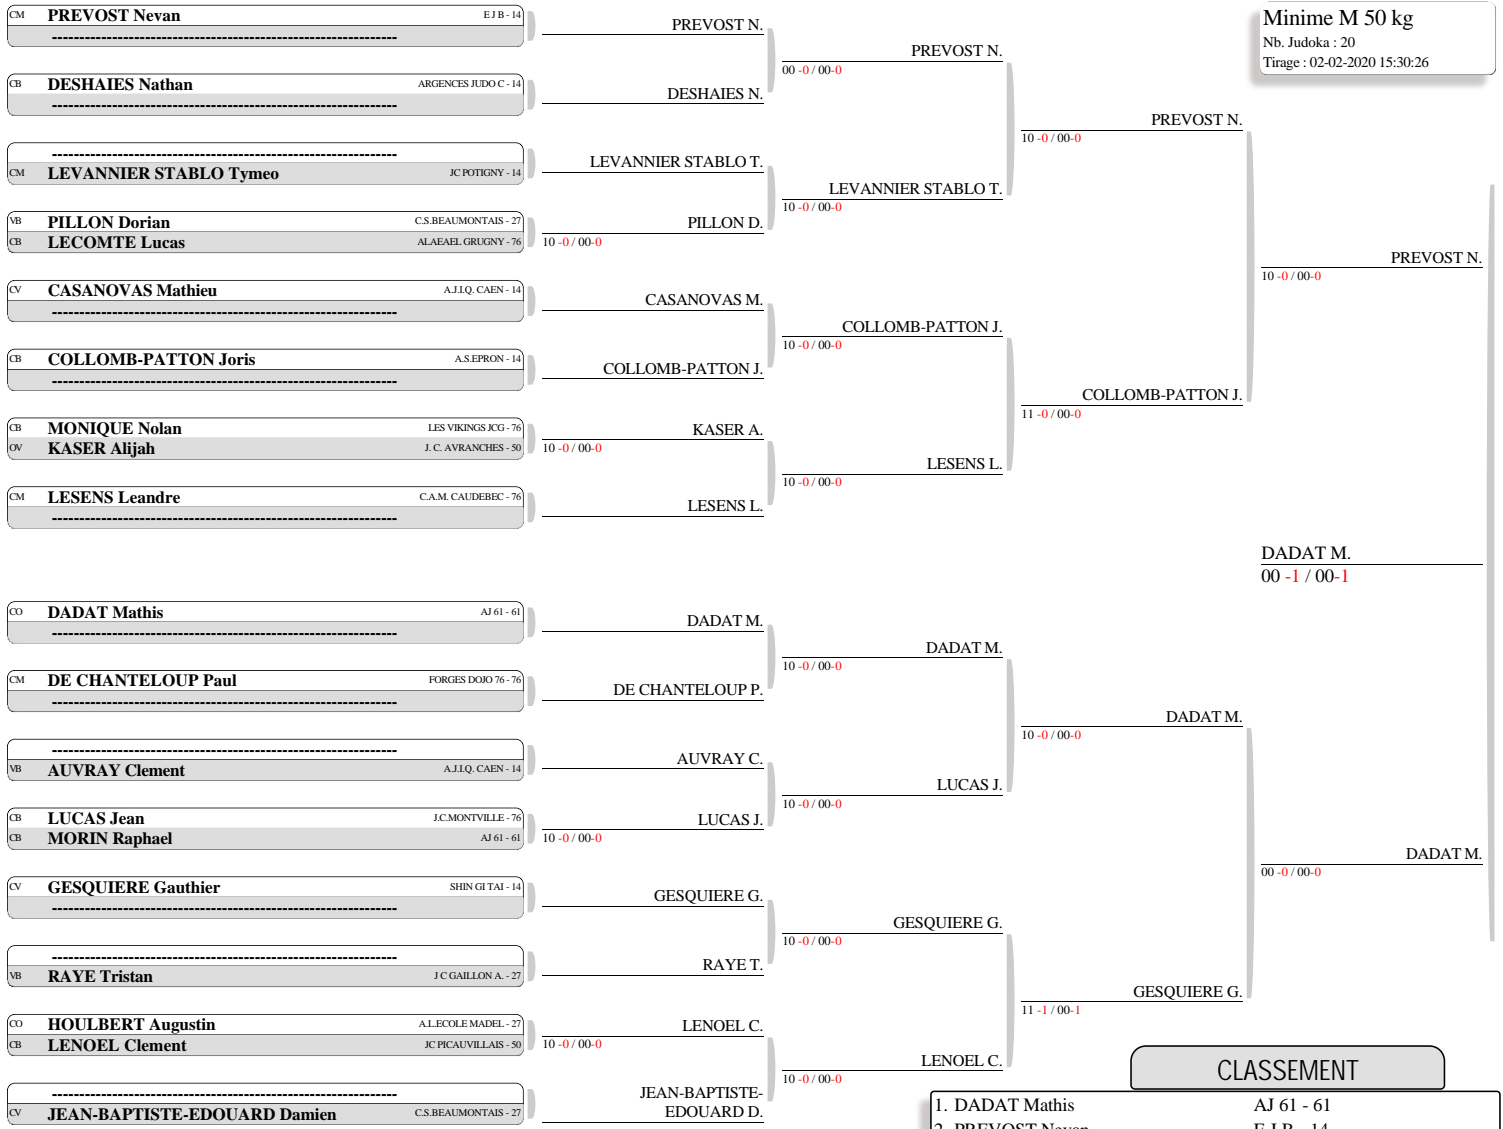 Minime M 50 kg
Nb. Judoka : 20
Tirage : 02-02-2020 15:30:26
CM PREVOST Nevan E J B - 14
------------------------------------------------------------------
CB DESHAIES Nathan ARGENCES JUDO C - 14
------------------------------------------------------------------
------------------------------------------------------------------
CM LEVANNIER STABLO Tymeo JC POTIGNY - 14
VB PILLON Dorian C.S.BEAUMONTAIS - 27
CB LECOMTE Lucas ALAEAEL GRUGNY - 76
CV CASANOVAS Mathieu A.J.I.Q. CAEN - 14
------------------------------------------------------------------
CB COLLOMB-PATTON Joris A.S.EPRON - 14
------------------------------------------------------------------
CB MONIQUE Nolan LES VIKINGS JCG - 76
OV KASER Alijah J. C. AVRANCHES - 50
CM LESENS Leandre C.A.M. CAUDEBEC - 76
------------------------------------------------------------------
CO DADAT Mathis AJ 61 - 61
------------------------------------------------------------------
CM DE CHANTELOUP Paul FORGES DOJO 76 - 76
------------------------------------------------------------------
------------------------------------------------------------------
VB AUVRAY Clement A.J.I.Q. CAEN - 14
CB LUCAS Jean J.C.MONTVILLE - 76
CB MORIN Raphael AJ 61 - 61
CV GESQUIERE Gauthier SHIN GI TAI - 14
------------------------------------------------------------------
------------------------------------------------------------------
VB RAYE Tristan J C GAILLON A. - 27
CO HOULBERT Augustin A.L.ECOLE MADEL - 27
CB LENOEL Clement JC PICAUVILLAIS - 50
------------------------------------------------------------------
CV JEAN-BAPTISTE-EDOUARD Damien C.S.BEAUMONTAIS - 27
PREVOST N.
DESHAIES N.
LEVANNIER STABLO T.
PILLON D.
10 -0 / 00-0
CASANOVAS M.
COLLOMB-PATTON J.
KASER A.
10 -0 / 00-0
LESENS L.
DADAT M.
DE CHANTELOUP P.
AUVRAY C.
LUCAS J.
10 -0 / 00-0
GESQUIERE G.
RAYE T.
LENOEL C.
10 -0 / 00-0
JEAN-BAPTISTE-
EDOUARD D.
PREVOST N.
00 -0 / 00-0
LEVANNIER STABLO T.
10 -0 / 00-0
COLLOMB-PATTON J.
10 -0 / 00-0
LESENS L.
10 -0 / 00-0
DADAT M.
10 -0 / 00-0
LUCAS J.
10 -0 / 00-0
GESQUIERE G.
10 -0 / 00-0
LENOEL C.
10 -0 / 00-0
PREVOST N.
10 -0 / 00-0
COLLOMB-PATTON J.
11 -0 / 00-0
DADAT M.
10 -0 / 00-0
GESQUIERE G.
11 -1 / 00-1
PREVOST N.
10 -0 / 00-0
DADAT M.
00 -0 / 00-0
DADAT M.
00 -1 / 00-1
CLASSEMENT
1. DADAT Mathis AJ 61 - 61
2. PREVOST Nevan E J B - 14